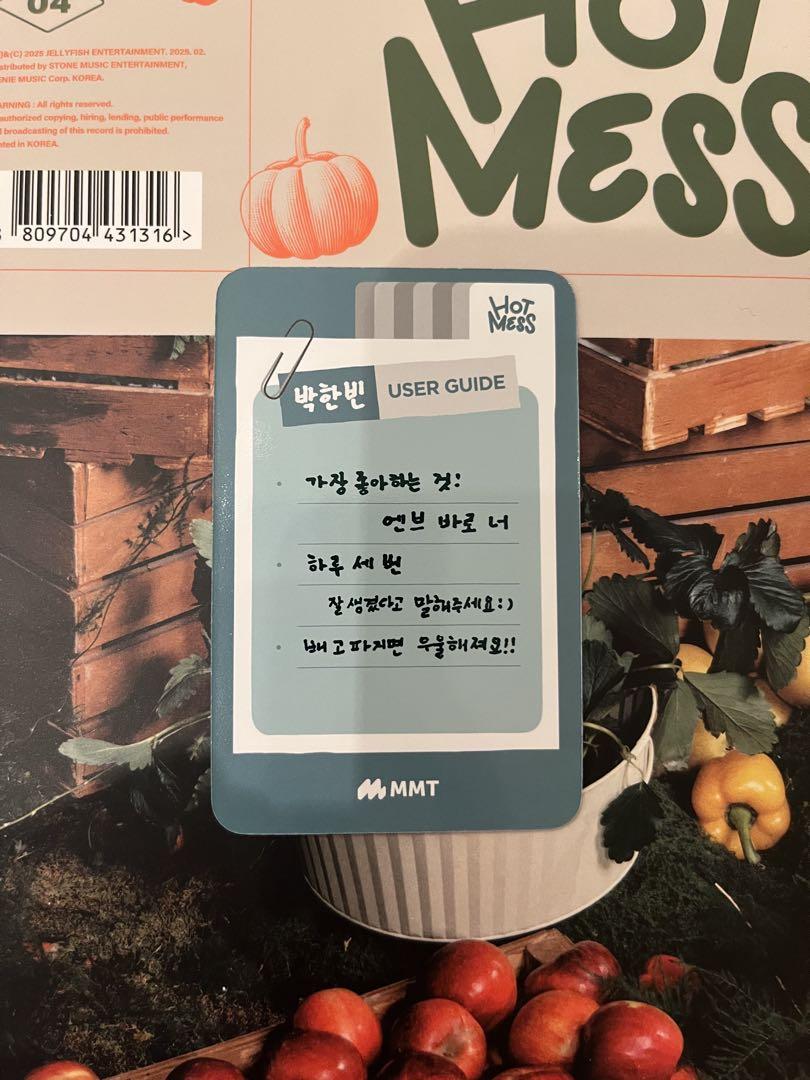 04
&(C) 2025 JELLYFISH ENTERTAINMENT. 2025. 02.
stributed by STONE MUSIC ENTERTAINMENT,
ENIE MUSIC Corp. KOREA.
ARNING : All rights reserved.
authorized copying, hiring, lending, public performance
broadcasting of this record is prohibited.
ted in KOREA.
809704 431316 >
HOT
MESS
HOT
MESS
박한빈 USER GUIDE
가장 좋아하는 것:
엔브 바로 너
하루 세 번
잘생겼다고 말해주세요:)
배고파지면 우울해져요!!
MMT